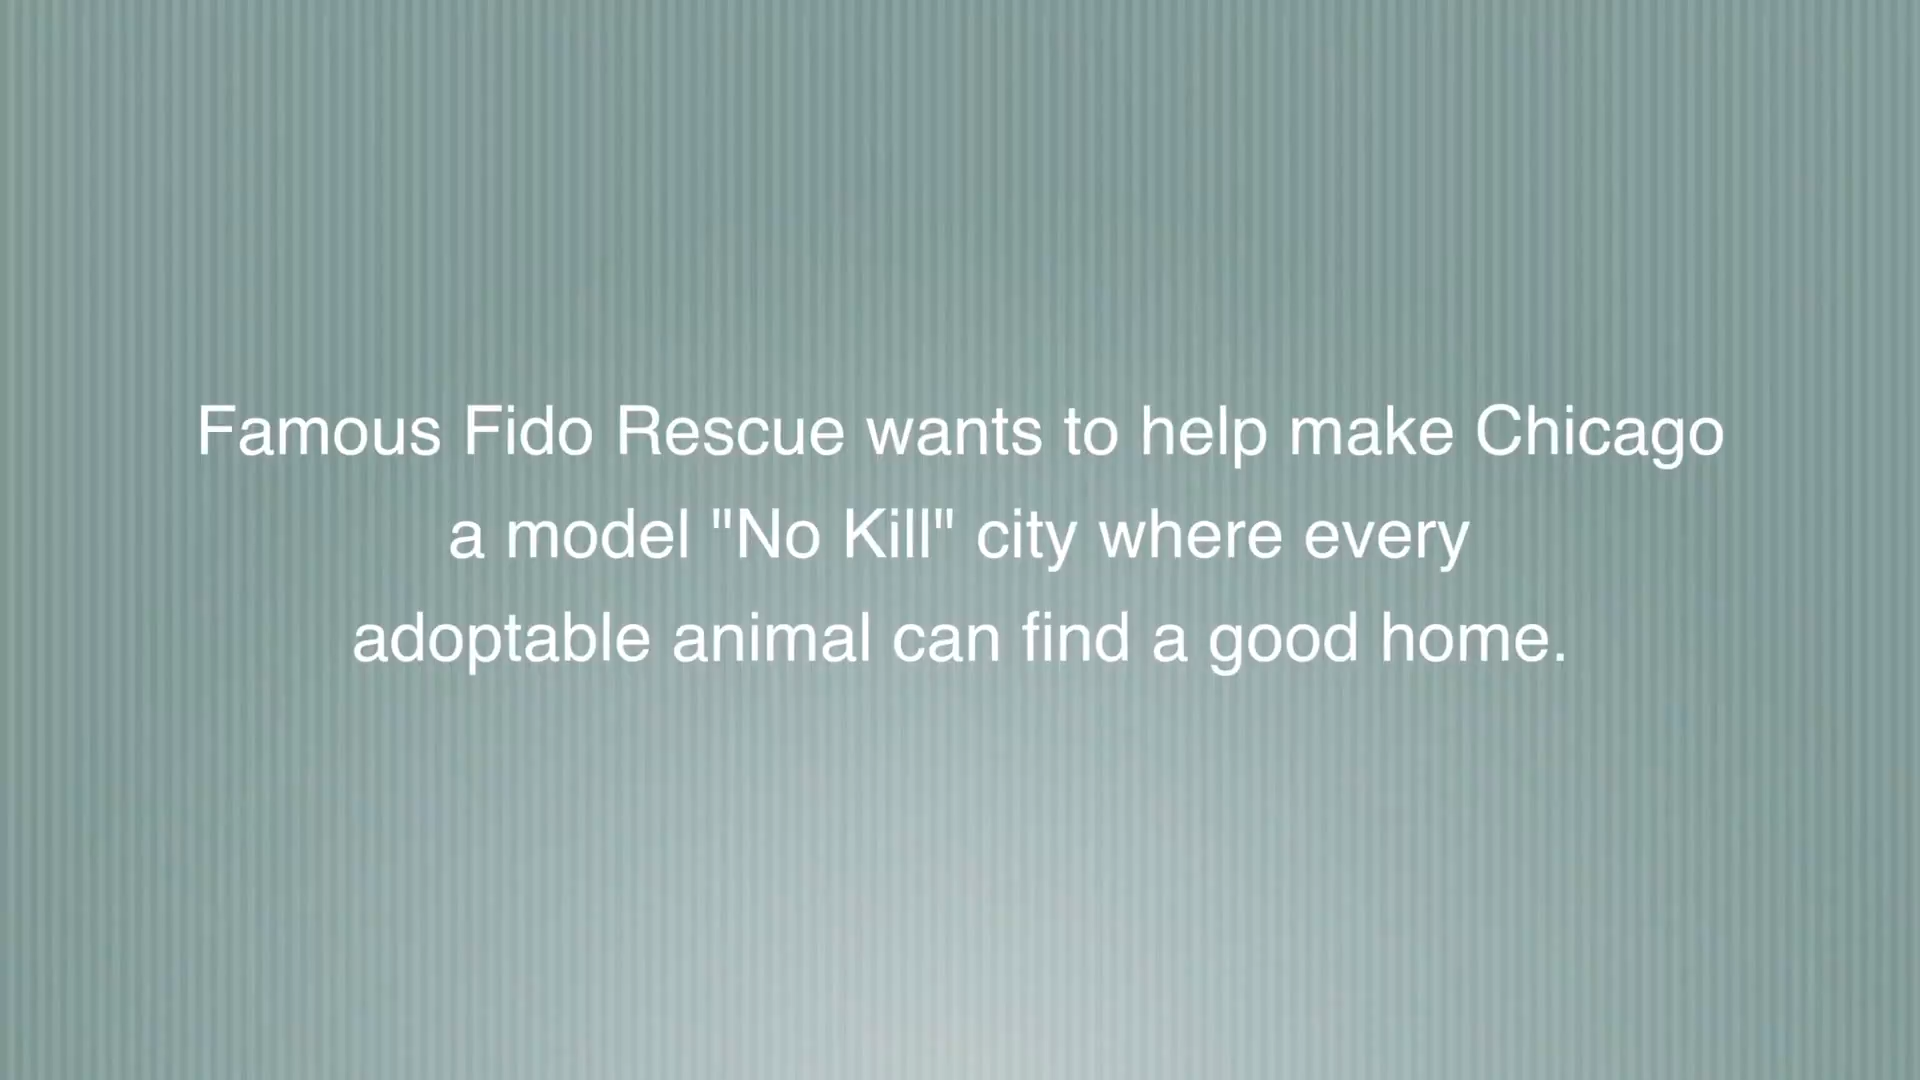 Famous Fido Rescue wants to help make Chicago
a model "No Kill" city where every
adoptable animal can find a good home.